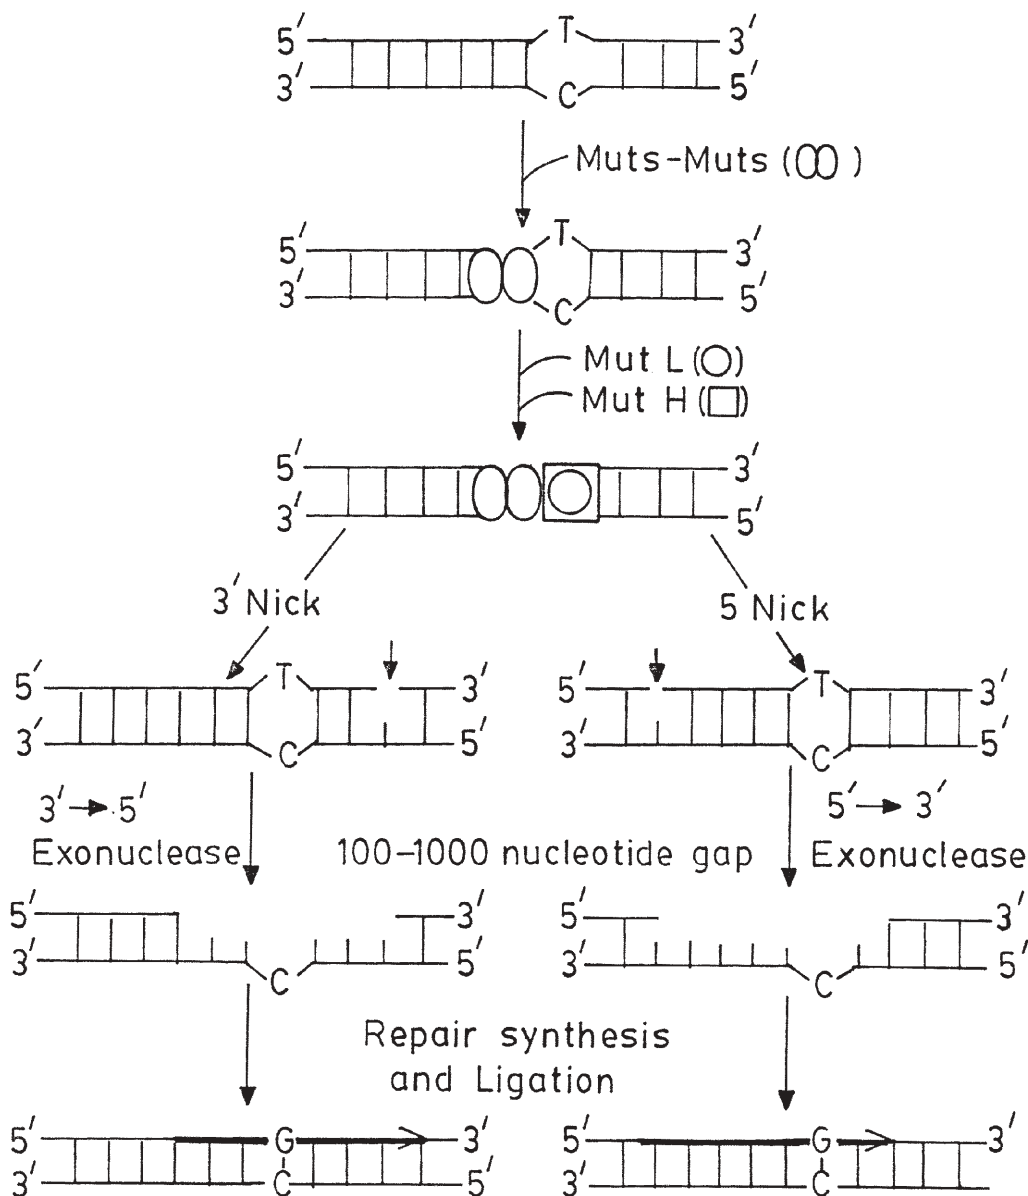 5′ T 3′
3′ C 5′
Muts-Muts ( )
5′ T 3′
3′ C 5′
Mut L ( )
Mut H ( )
5′ 3′
3′ 5′
3′ Nick 5 Nick
5′ T 3′ 5′ T 3′
3′ C 5′ 3′ C 5′
3′→5′ 5′→3′
Exonuclease 100-1000 nucleotide gap Exonuclease
5′ 3′ 5′ 3′
3′ C 5′ 3′ C 5′
Repair synthesis
and Ligation
5′ G 3′ 5′ G 3′
3′ C 5′ 3′ C